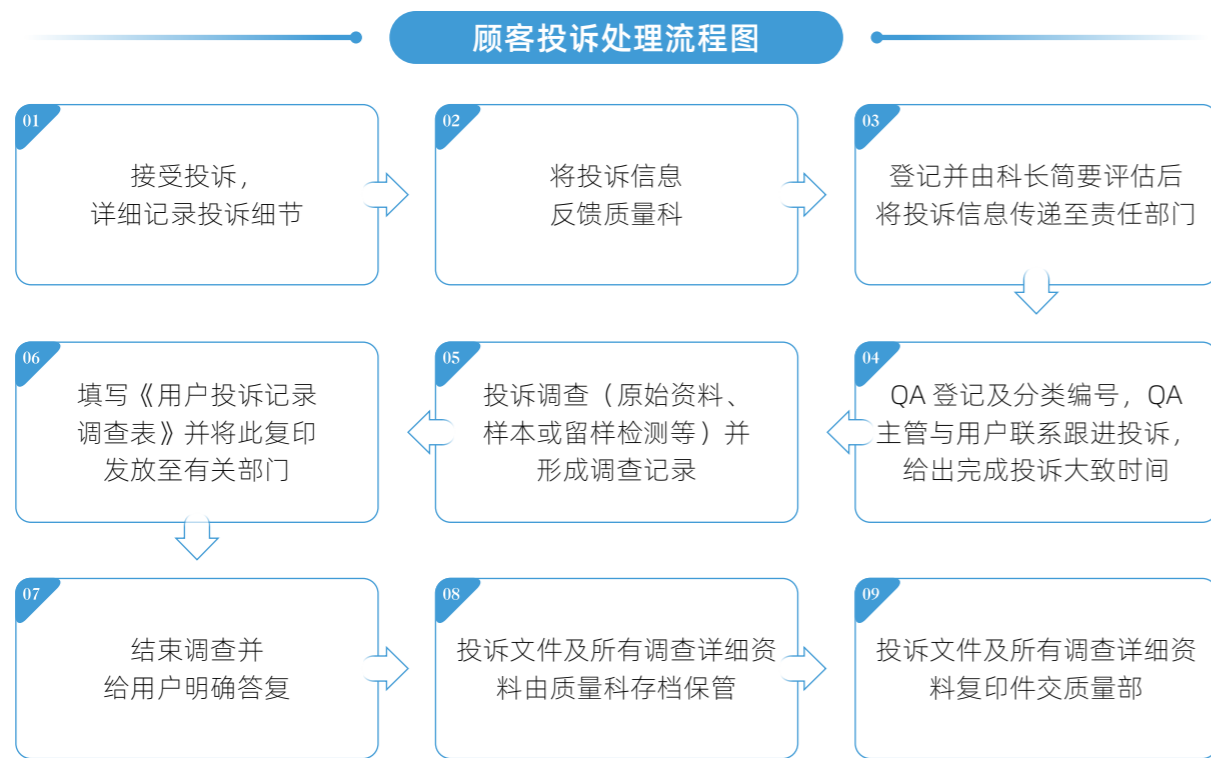 顾客投诉处理流程图
01
接受投诉，
详细记录投诉细节
02
将投诉信息
反馈质量科
03
登记并由科长简要评估后
将投诉信息传递至责任部门
04
QA 登记及分类编号，QA
主管与用户联系跟进投诉，
给出完成投诉大致时间
05
投诉调查（原始资料、
样本或留样检测等）并
形成调查记录
06
填写《用户投诉记录
调查表》并将此复印
发放至有关部门
07
结束调查并
给用户明确答复
08
投诉文件及所有调查详细资
料由质量科存档保管
09
投诉文件及所有调查详细资
料复印件交质量部